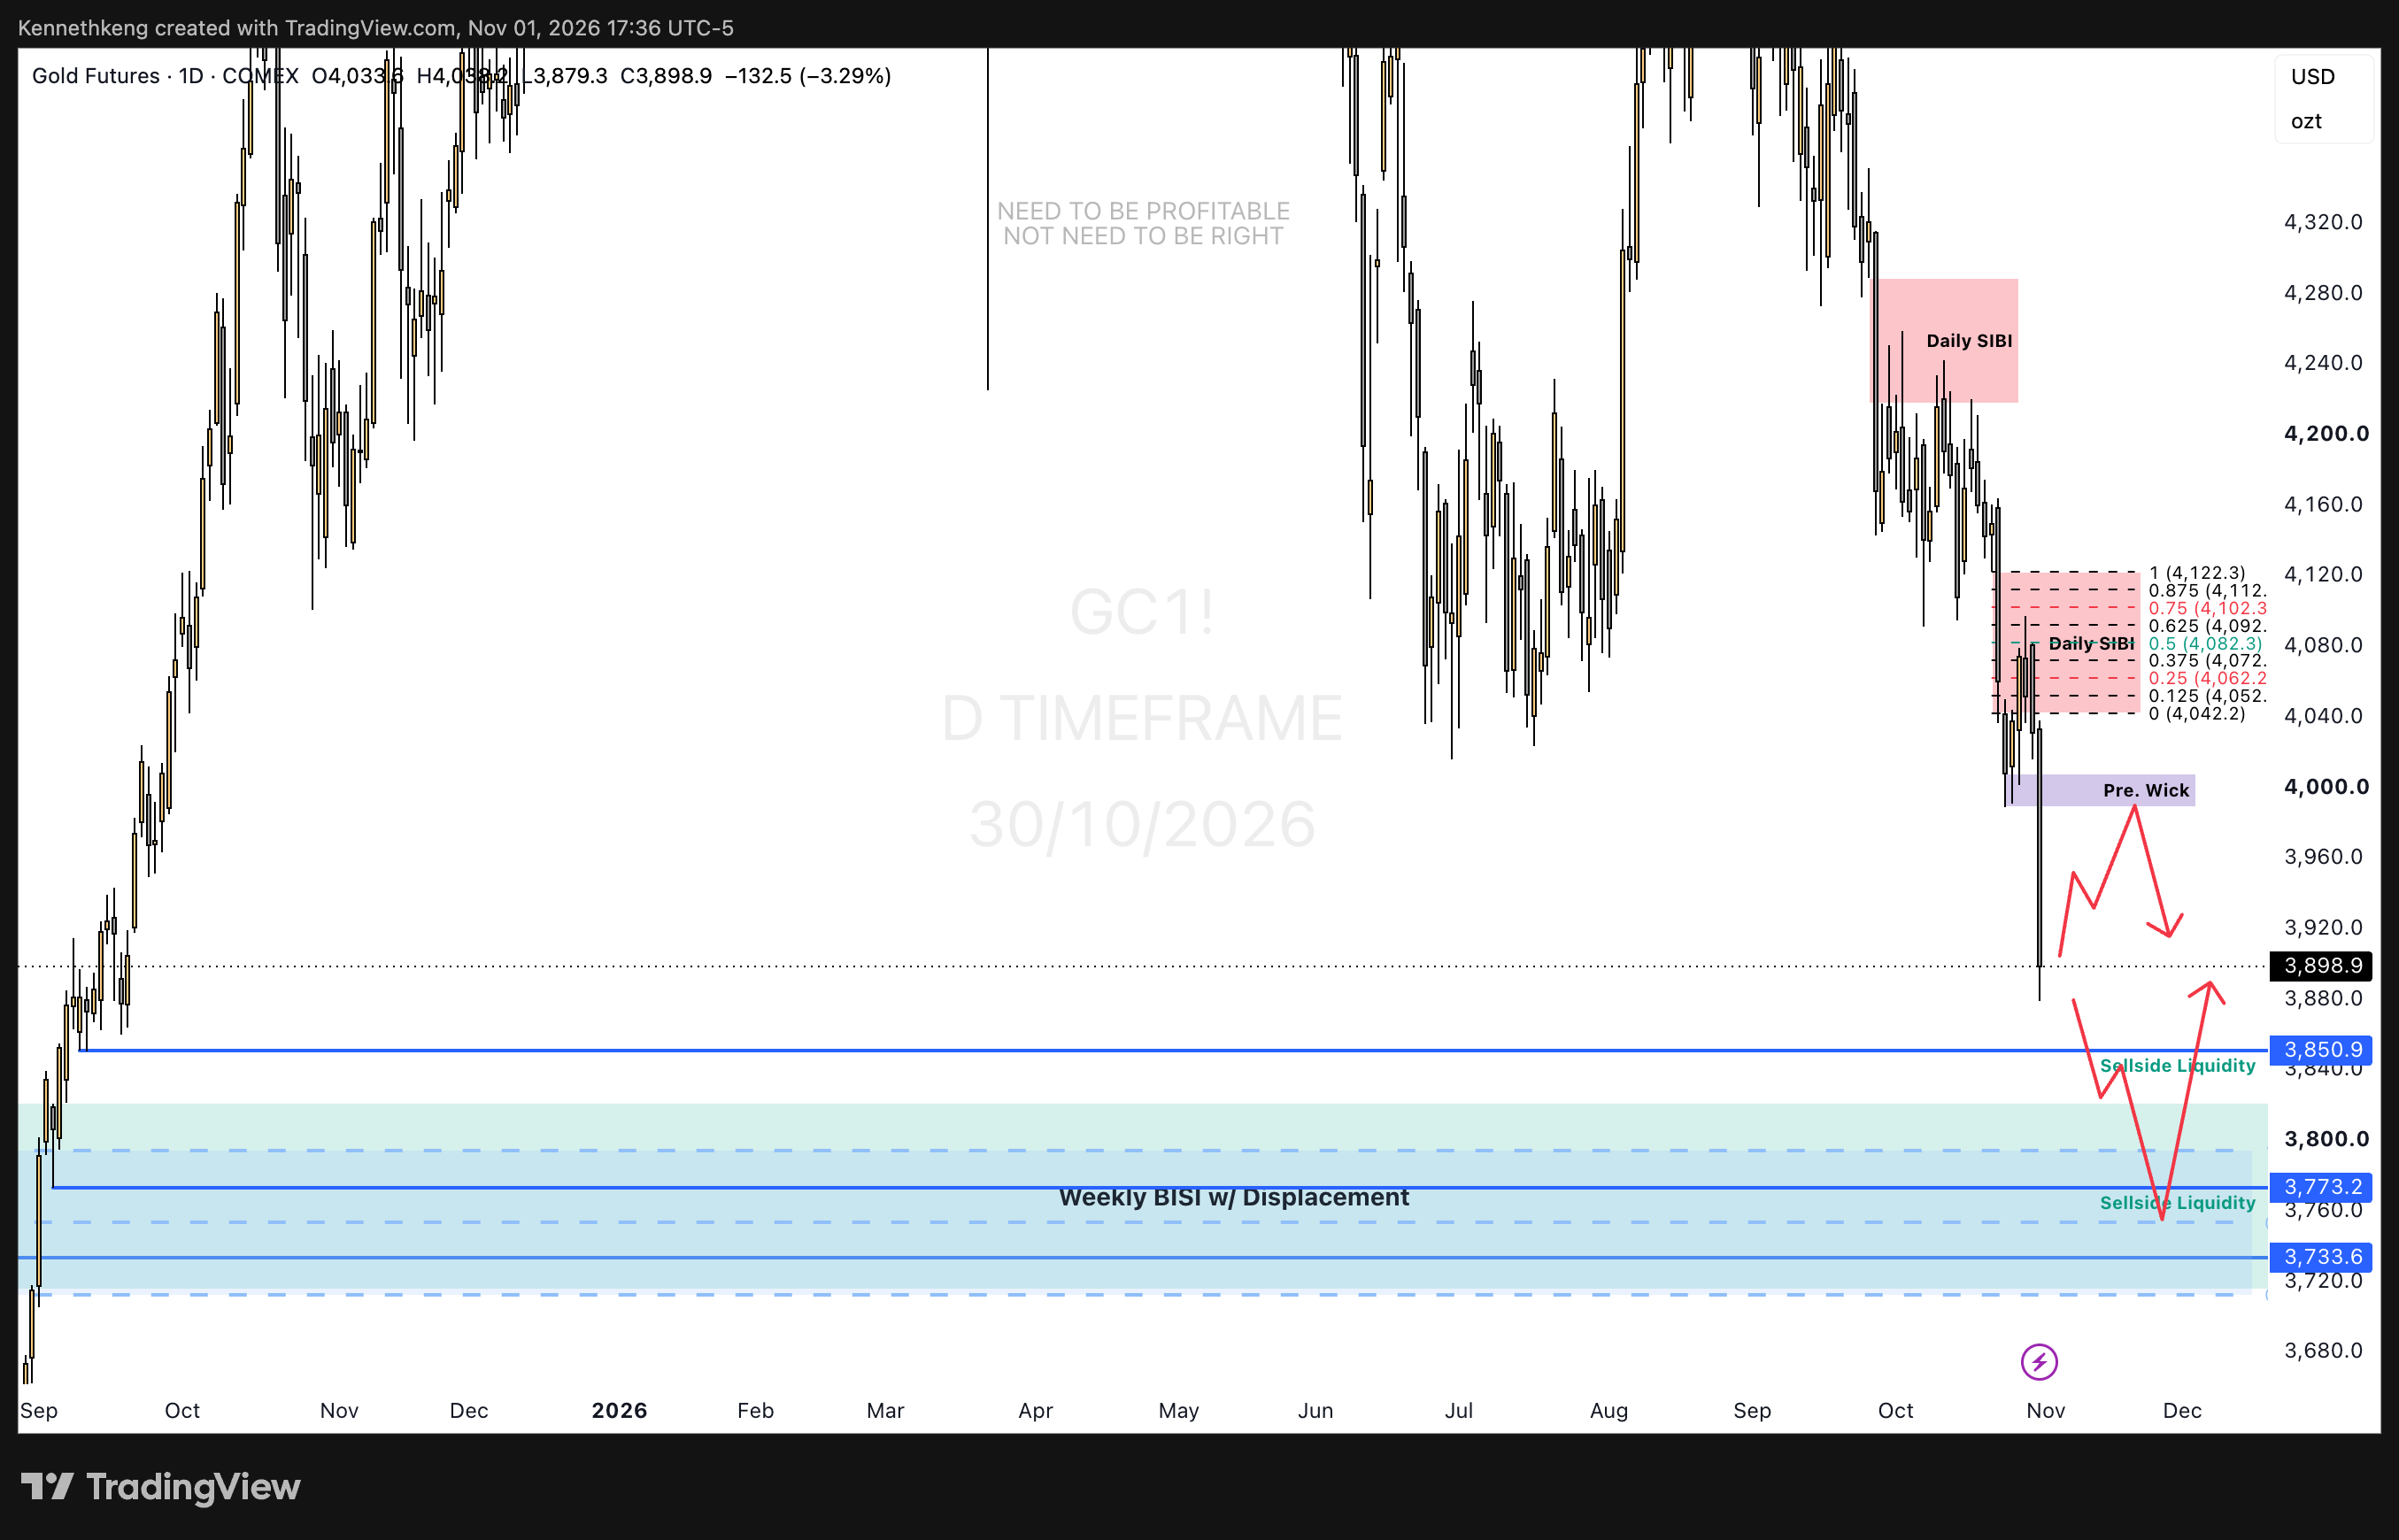 Kennethkeng created with TradingView.com, Nov 01, 2026 17:36 UTC-5
Gold Futures · 1D · COMEX O4,033.6 H4,038.2 L3,879.3 C3,898.9 −132.5 (−3.29%)
USD
ozt
NEED TO BE PROFITABLE
NOT NEED TO BE RIGHT
4,320.0
4,280.0
Daily SIBI
4,240.0
4,200.0
4,160.0
4,120.0
1 (4,122.3)
0.875 (4,112.
0.75 (4,102.3
0.625 (4,092.
Daily SIBI
0.5 (4,082.3)
4,080.0
0.375 (4,072.
0.25 (4,062.2
0.125 (4,052.
0 (4,042.2)
4,040.0
GC1!
D TIMEFRAME
30/10/2026
Pre. Wick
4,000.0
3,960.0
3,920.0
3,898.9
3,880.0
3,850.9
Sellside Liquidity
3,840.0
3,800.0
3,773.2
Weekly BISI w/ Displacement
Sellside Liquidity
3,760.0
3,733.6
3,720.0
3,680.0
Sep Oct Nov Dec 2026 Feb Mar Apr May Jun Jul Aug Sep Oct Nov Dec
TradingView